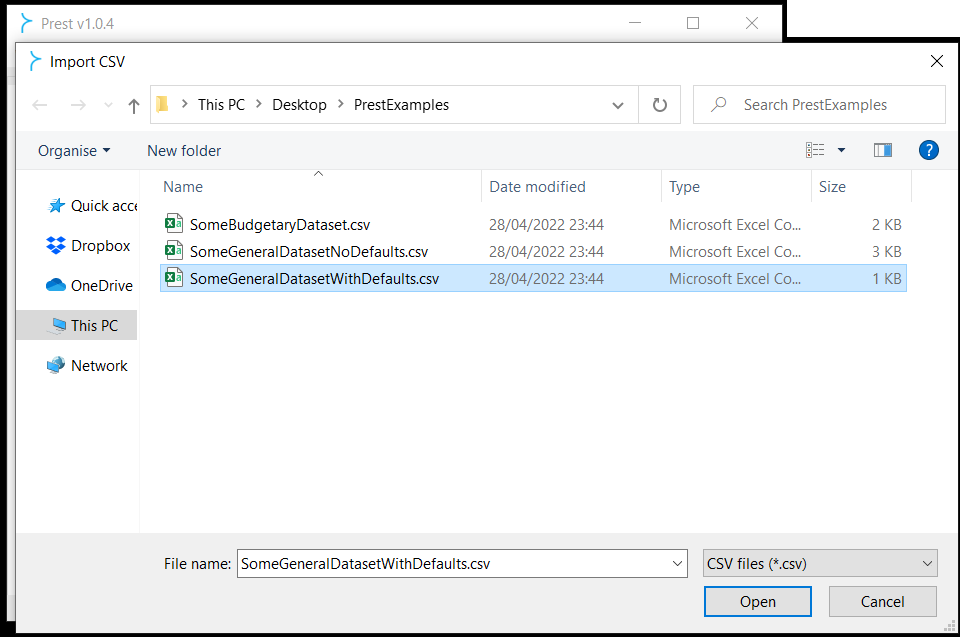 Prest v1.0.4
Import CSV
This PC > Desktop > PrestExamples
Search PrestExamples
Organise New folder
?
Name Date modified Type Size
Quick acce
Dropbox
OneDrive
This PC
Network
SomeBudgetaryDataset.csv 28/04/2022 23:44 Microsoft Excel Co... 2 KB
SomeGeneralDatasetNoDefaults.csv 28/04/2022 23:44 Microsoft Excel Co... 3 KB
SomeGeneralDatasetWithDefaults.csv 28/04/2022 23:44 Microsoft Excel Co... 1 KB
File name: SomeGeneralDatasetWithDefaults.csv CSV files (*.csv)
Open Cancel